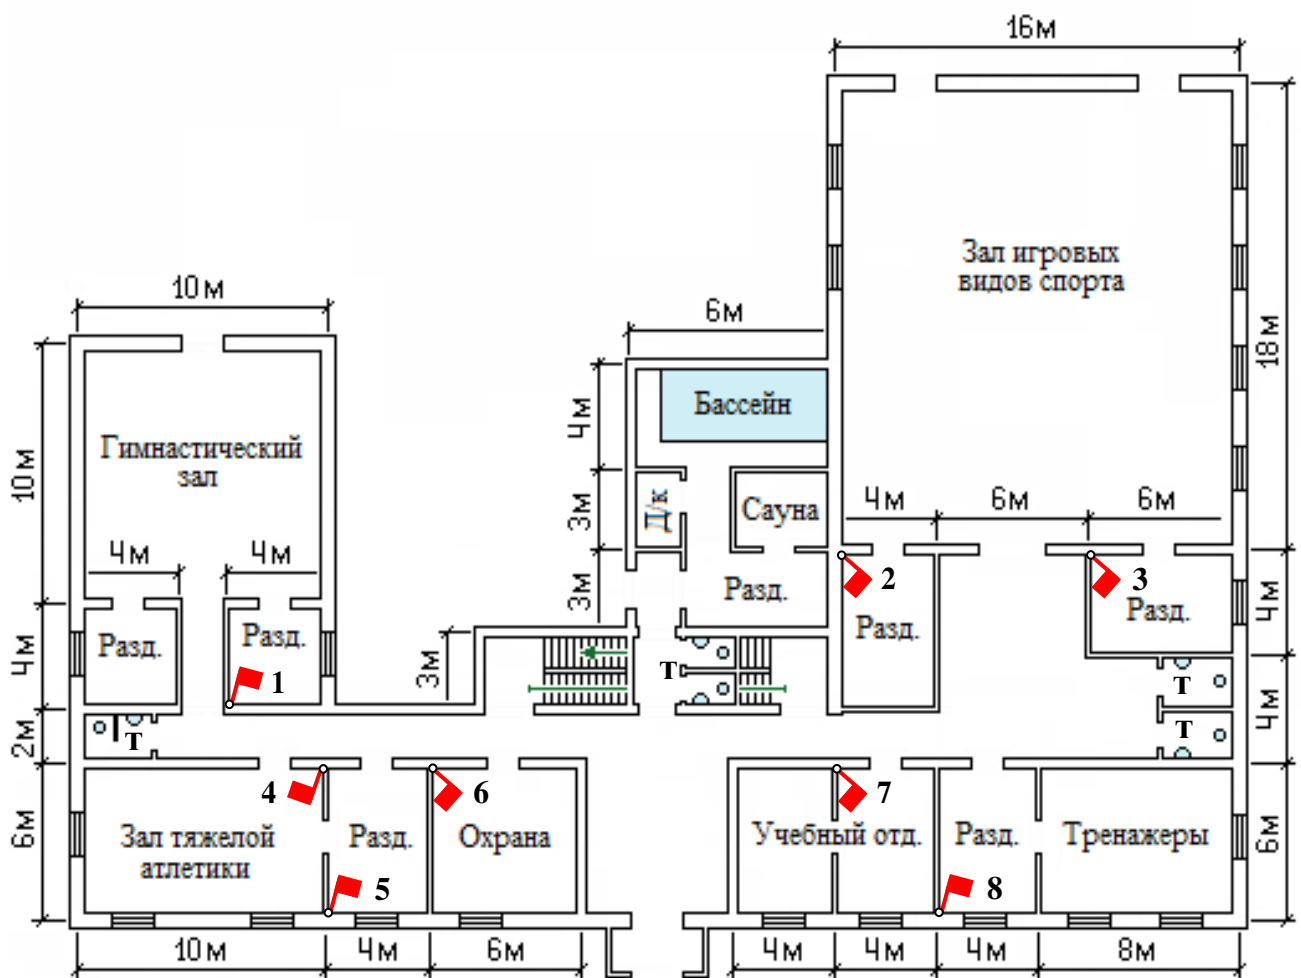 16м
10м
6м
Зал игровых
видов спорта
18м
Бассейн
4м
Гимнастический
зал
10м
4м
4м
Д/к
Сауна
3м
4м
6м
6м
2
3
Разд.
Разд.
Разд.
Разд.
Разд.
3м
4м
4м
3м
1
Т
Т
Т
Т
2м
4м
4
6
7
Зал тяжелой
атлетики
Разд.
Охрана
Учебный отд.
Разд.
Тренажеры
6м
6м
5
8
10м
4м
6м
4м
4м
4м
8м